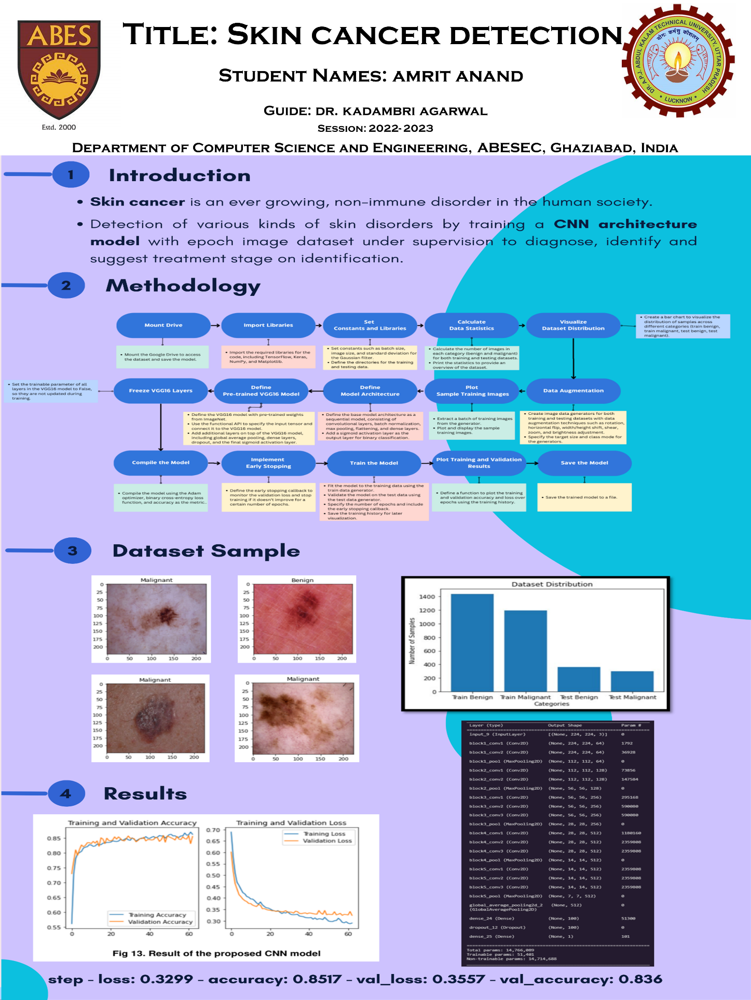 ABES
Estd. 2000
TITLE: SKIN CANCER DETECTION
STUDENT NAMES: AMRIT ANAND
GUIDE: DR. KADAMBRI AGARWAL
SESSION: 2022-2023
DEPARTMENT OF COMPUTER SCIENCE AND ENGINEERING, ABESEC, GHAZIABAD, INDIA
DR. A.P.J. ABDUL KALAM TECHNICAL UNIVERSITY, UTTAR PRADESH
योगः कर्मसु कौशलम्
• LUCKNOW •
1
Introduction
• Skin cancer is an ever growing, non-immune disorder in the human society.
• Detection of various kinds of skin disorders by training a CNN architecture
model with epoch image dataset under supervision to diagnose, identify and
suggest treatment stage on identification.
2
Methodology
Mount Drive
• Mount the Google Drive to access
the dataset and save the model.
Import Libraries
• Import the required libraries for the
code, including TensorFlow, Keras,
NumPy, and Matplotlib.
Set
Constants and Libraries
• Set constants such as batch size,
image size, and standard deviation for
the Gaussian filter.
• Define the directories for the training
and testing data.
Calculate
Data Statistics
• Calculate the number of images in
each category (benign and malignant)
for both training and testing datasets.
• Print the statistics to provide an
overview of the dataset.
Visualize
Dataset Distribution
• Create a bar chart to visualize the
distribution of samples across
different categories (train benign,
train malignant, test benign, test
malignant).
Data Augmentation
• Create image data generators for both
training and testing datasets with data
augmentation techniques such as rotation,
horizontal flip, width/height shift, shear,
zoom, and brightness adjustment.
• Specify the target size and class mode for
the generators.
Plot
Sample Training Images
• Extract a batch of training images
from the generator.
• Plot and display the sample
training images.
Define
Model Architecture
• Define the base model architecture as a
sequential model, consisting of
convolutional layers, batch normalization,
max pooling, flattening, and dense layers.
• Add a sigmoid activation layer as the
output layer for binary classification.
Define
Pre-trained VGG16 Model
• Define the VGG16 model with pre-trained weights
from ImageNet.
• Use the functional API to specify the input tensor and
connect it to the VGG16 model.
• Add additional layers on top of the VGG16 model,
including global average pooling, dense layers,
dropout, and the final sigmoid activation layer.
Freeze VGG16 Layers
• Set the trainable parameter of all
layers in the VGG16 model to False,
so they are not updated during
training.
Compile the Model
• Compile the model using the Adam
optimizer, binary cross-entropy loss
function, and accuracy as the metric..
Implement
Early Stopping
• Define the early stopping callback to
monitor the validation loss and stop
training if it doesn't improve for a
certain number of epochs.
Train the Model
• Fit the model to the training data using the
train data generator.
• Validate the model on the test data using
the test data generator.
• Specify the number of epochs and include
the early stopping callback.
• Save the training history for later
visualization.
Plot Training and Validation
Results
• Define a function to plot the training
and validation accuracy and loss over
epochs using the training history.
Save the Model
• Save the trained model to a file.
3
Dataset Sample
Malignant
0
25
50
75
100
125
150
175
200
0 50 100 150 200
Benign
0
25
50
75
100
125
150
175
200
0 50 100 150 200
Malignant
0
25
50
75
100
125
150
175
200
0 50 100 150 200
Malignant
0
25
50
75
100
125
150
175
200
0 50 100 150 200
Dataset Distribution
Number of Samples
1400
1200
1000
800
600
400
200
0
Train Benign Train Malignant Test Benign Test Malignant
Categories
Layer (type) Output Shape Param #
input_9 (InputLayer) [(None, 224, 224, 3)] 0
block1_conv1 (Conv2D) (None, 224, 224, 64) 1792
block1_conv2 (Conv2D) (None, 224, 224, 64) 36928
block1_pool (MaxPooling2D) (None, 112, 112, 64) 0
block2_conv1 (Conv2D) (None, 112, 112, 128) 73856
block2_conv2 (Conv2D) (None, 112, 112, 128) 147584
block2_pool (MaxPooling2D) (None, 56, 56, 128) 0
block3_conv1 (Conv2D) (None, 56, 56, 256) 295168
block3_conv2 (Conv2D) (None, 56, 56, 256) 590080
block3_conv3 (Conv2D) (None, 56, 56, 256) 590080
block3_pool (MaxPooling2D) (None, 28, 28, 256) 0
block4_conv1 (Conv2D) (None, 28, 28, 512) 1180160
block4_conv2 (Conv2D) (None, 28, 28, 512) 2359808
block4_conv3 (Conv2D) (None, 28, 28, 512) 2359808
block4_pool (MaxPooling2D) (None, 14, 14, 512) 0
block5_conv1 (Conv2D) (None, 14, 14, 512) 2359808
block5_conv2 (Conv2D) (None, 14, 14, 512) 2359808
block5_conv3 (Conv2D) (None, 14, 14, 512) 2359808
block5_pool (MaxPooling2D) (None, 7, 7, 512) 0
global_average_pooling2d_2 (None, 512) 0
(GlobalAveragePooling2D)
dense_24 (Dense) (None, 100) 51300
dropout_12 (Dropout) (None, 100) 0
dense_25 (Dense) (None, 1) 101
Total params: 14,766,089
Trainable params: 51,401
Non-trainable params: 14,714,688
4
Results
Training and Validation Accuracy
0.85
0.80
0.75
0.70
0.65
0.60
0.55
Training Accuracy
Validation Accuracy
0 20 40 60
Training and Validation Loss
0.70
0.65
0.60
0.55
0.50
0.45
0.40
0.35
0.30
Training Loss
Validation Loss
0 20 40 60
Fig 13. Result of the proposed CNN model
step - loss: 0.3299 - accuracy: 0.8517 - val_loss: 0.3557 - val_accuracy: 0.836